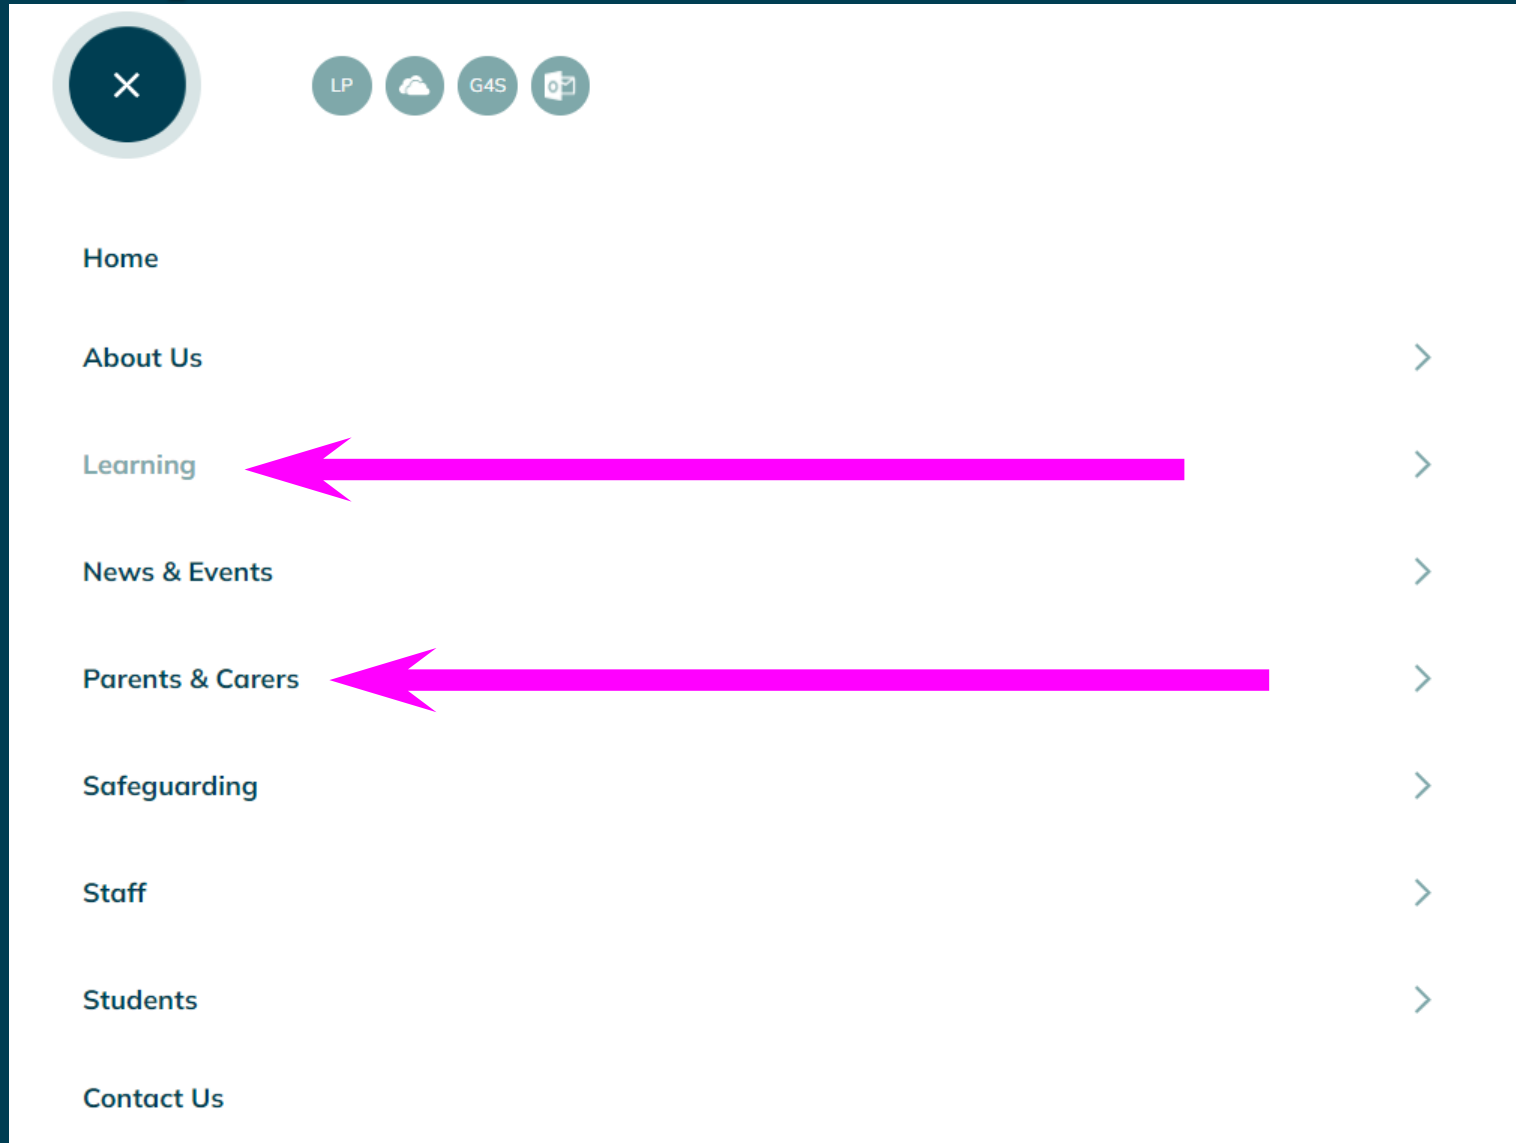 LP
G4S
Home
About Us
Learning
News & Events
Parents & Carers
Safeguarding
Staff
Students
Contact Us